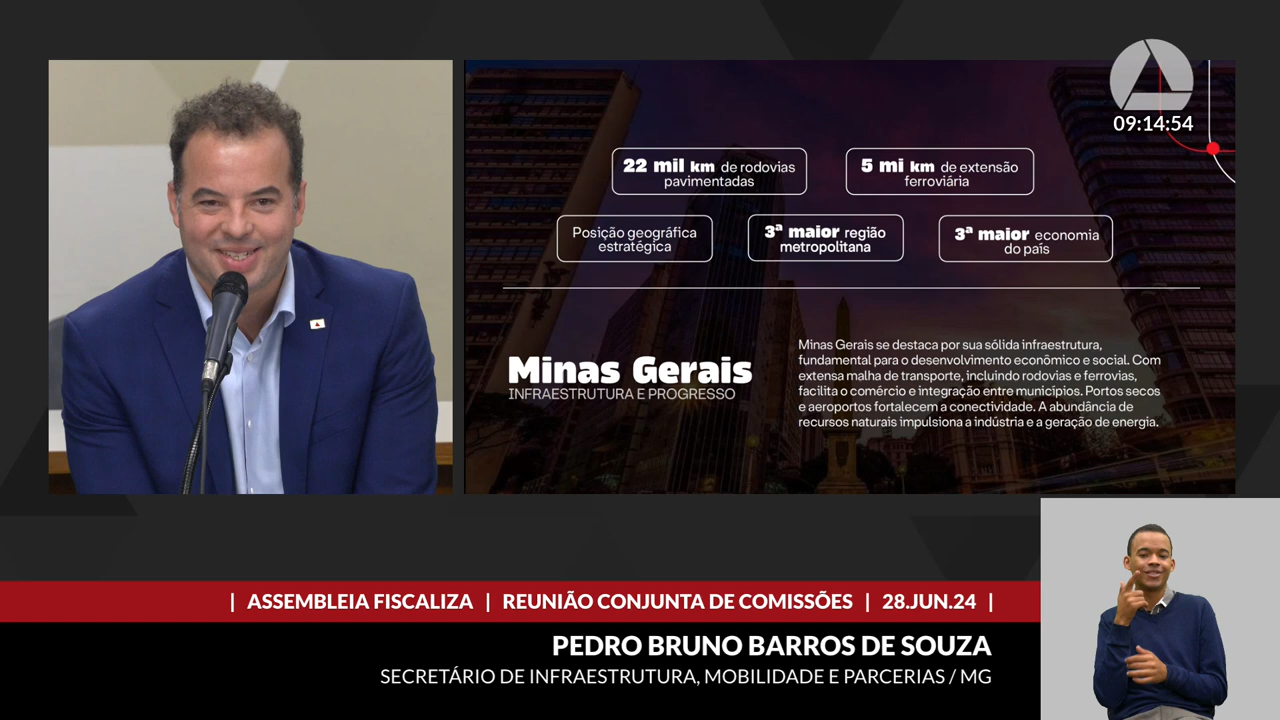 09:14:54
22 mil km de rodovias
pavimentadas
5 mi km de extensão
ferroviária
Posição geográfica
estratégica
3ª maior região
metropolitana
3ª maior economia
do país
Minas Gerais
INFRAESTRUTURA E PROGRESSO
Minas Gerais se destaca por sua sólida infraestrutura,
fundamental para o desenvolvimento econômico e social. Com
extensa malha de transporte, incluindo rodovias e ferrovias,
facilita o comércio e integração entre municípios. Portos secos
e aeroportos fortalecem a conectividade. A abundância de
recursos naturais impulsiona a indústria e a geração de energia.
| ASSEMBLEIA FISCALIZA | REUNIÃO CONJUNTA DE COMISSÕES | 28.JUN.24 |
PEDRO BRUNO BARROS DE SOUZA
SECRETÁRIO DE INFRAESTRUTURA, MOBILIDADE E PARCERIAS / MG